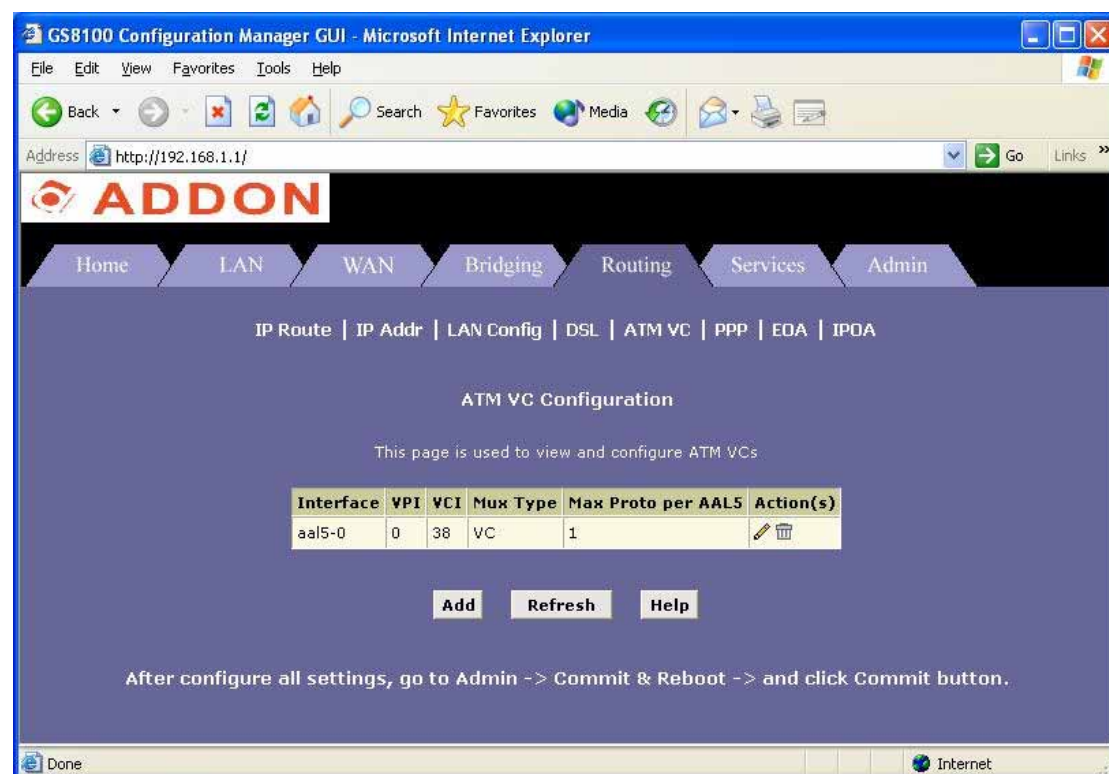 GS8100 Configuration Manager GUI - Microsoft Internet Explorer
File Edit View Favorites Tools Help
Back Search Favorites Media
Address http://192.168.1.1/ Go Links »
ADDON
Home LAN WAN Bridging Routing Services Admin
IP Route | IP Addr | LAN Config | DSL | ATM VC | PPP | EOA | IPOA
ATM VC Configuration
This page is used to view and configure ATM VCs
Interface VPI VCI Mux Type Max Proto per AAL5 Action(s)
aal5-0 0 38 VC 1
Add Refresh Help
After configure all settings, go to Admin -> Commit & Reboot -> and click Commit button.
Done Internet